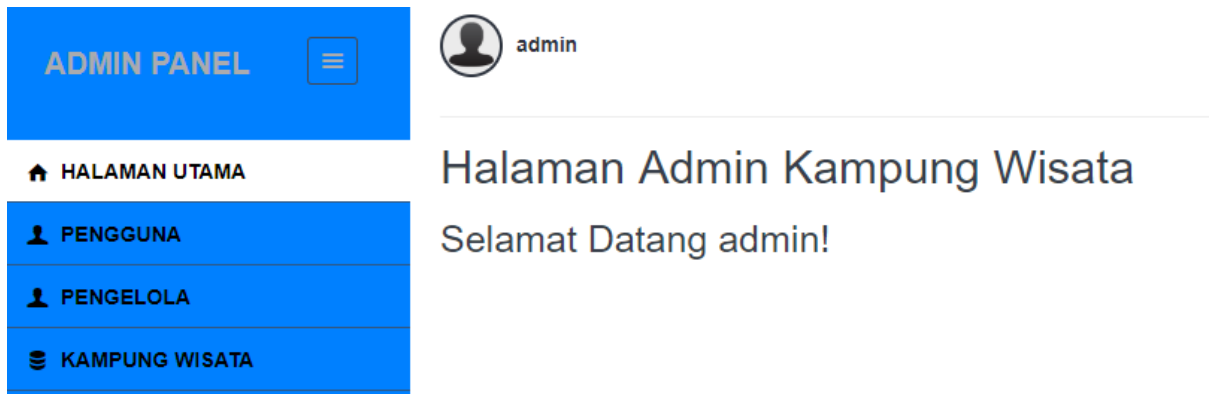 ADMIN PANEL
HALAMAN UTAMA
PENGGUNA
PENGELOLA
KAMPUNG WISATA
admin
Halaman Admin Kampung Wisata
Selamat Datang admin!